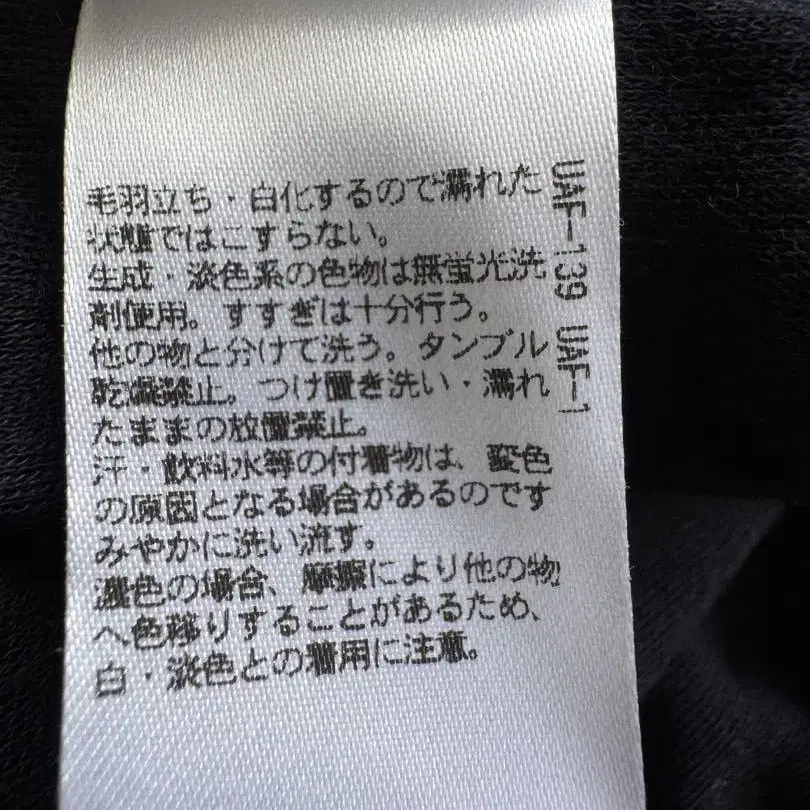 毛羽立ち・白化するので濡れた
状態ではこすらない。
生成・淡色系の色物は無蛍光洗
剤使用。すすぎは十分行う。
他の物と分けて洗う。タンブル
乾燥禁止。つけ置き洗い・濡れ
たままの放置禁止。
汗・飲料水等の付着物は、変色
の原因となる場合があるのです
みやかに洗い流す。
濃色の場合、摩擦により他の物
へ色移りすることがあるため、
白・淡色との着用に注意。
UAF-139 UAF-1